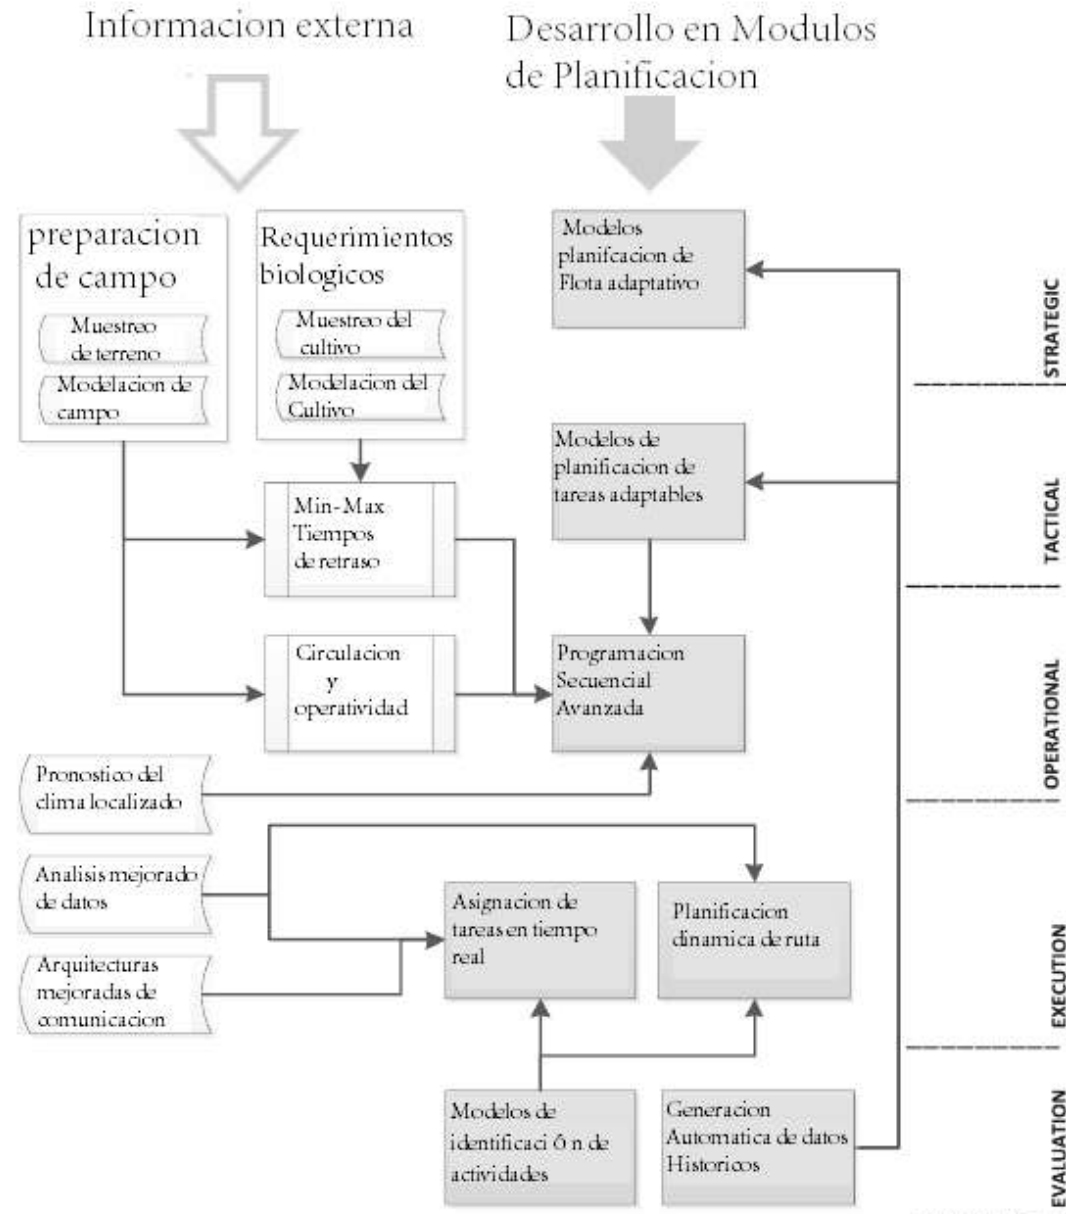 Informacion externa
Desarrollo en Modulos
de Planificacion
preparacion
de campo
Muestreo
de terreno
Modelacion de
campo
Requerimientos
biologicos
Muestreo del
cultivo
Modelacion del
Cultivo
Modelos
planifcacion de
Flota adaptativo
STRATEGIC
Min-Max
Tiempos
de retraso
Modelos de
planificacion de
tareas adaptables
TACTICAL
Circulacion
y
operatividad
Programacion
Secuencial
Avanzada
OPERATIONAL
Pronostico del
clima localizado
Analisis mejorado
de datos
Arquitecturas
mejoradas de
comunicacion
Asignacion de
tareas en tiempo
real
Planificacion
dinamica de ruta
EXECUTION
Modelos de
identificaci ó n de
actividades
Generacion
Automatica de datos
Historicos
EVALUATION